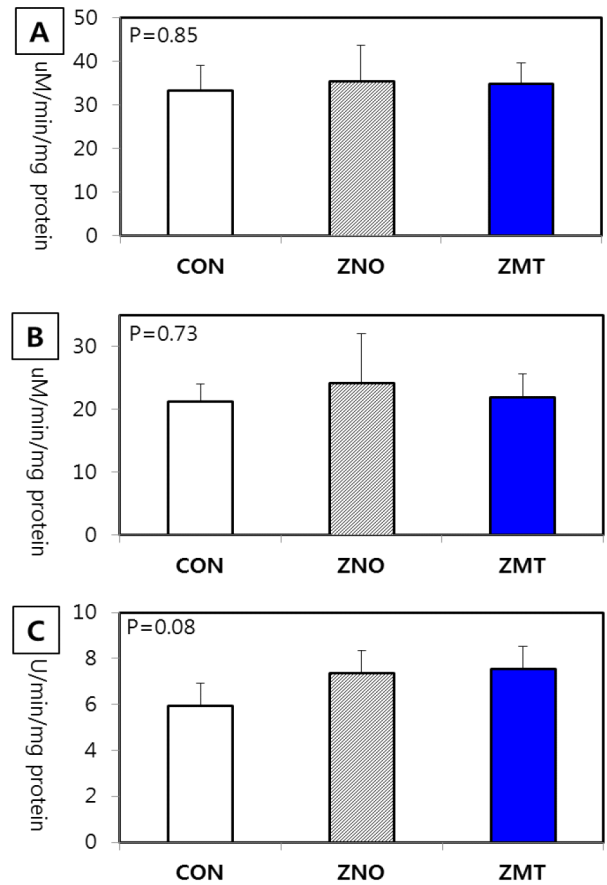 A
P=0.85
uM/min/mg protein
50
40
30
20
10
0
CON ZNO ZMT
B
P=0.73
uM/min/mg protein
30
20
10
0
CON ZNO ZMT
C
P=0.08
U/min/mg protein
10
8
6
4
2
0
CON ZNO ZMT